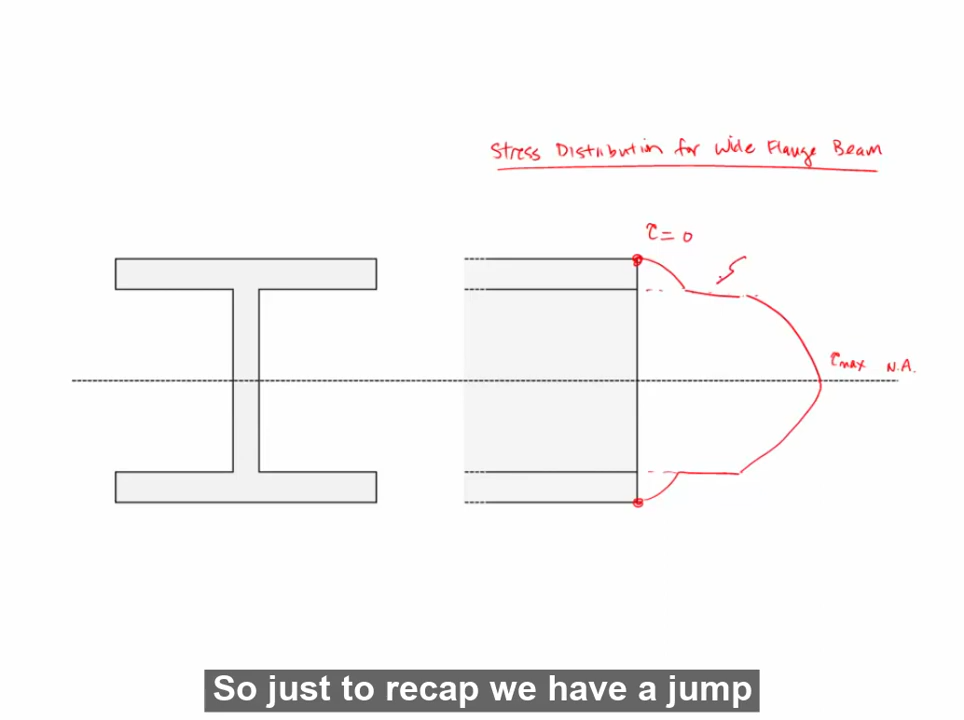 Stress Distribution for Wide Flange Beam
τ = 0
τmax N.A.
So just to recap we have a jump